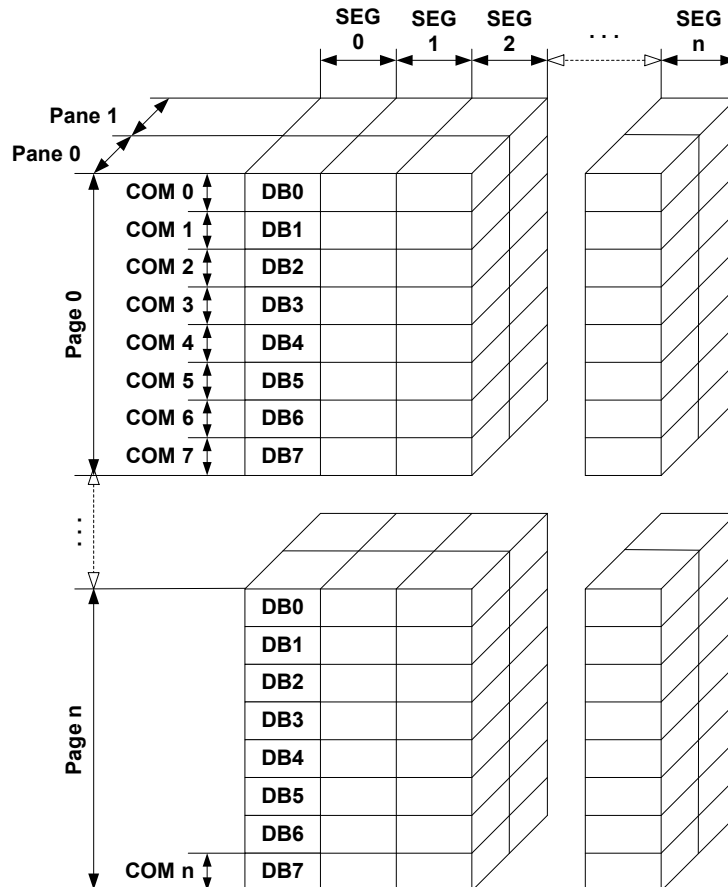 SEG 0
SEG 1
SEG 2
. . .
SEG n
Pane 1
Pane 0
Page 0
COM 0 DB0
COM 1 DB1
COM 2 DB2
COM 3 DB3
COM 4 DB4
COM 5 DB5
COM 6 DB6
COM 7 DB7
. . .
Page n
DB0
DB1
DB2
DB3
DB4
DB5
DB6
COM n DB7